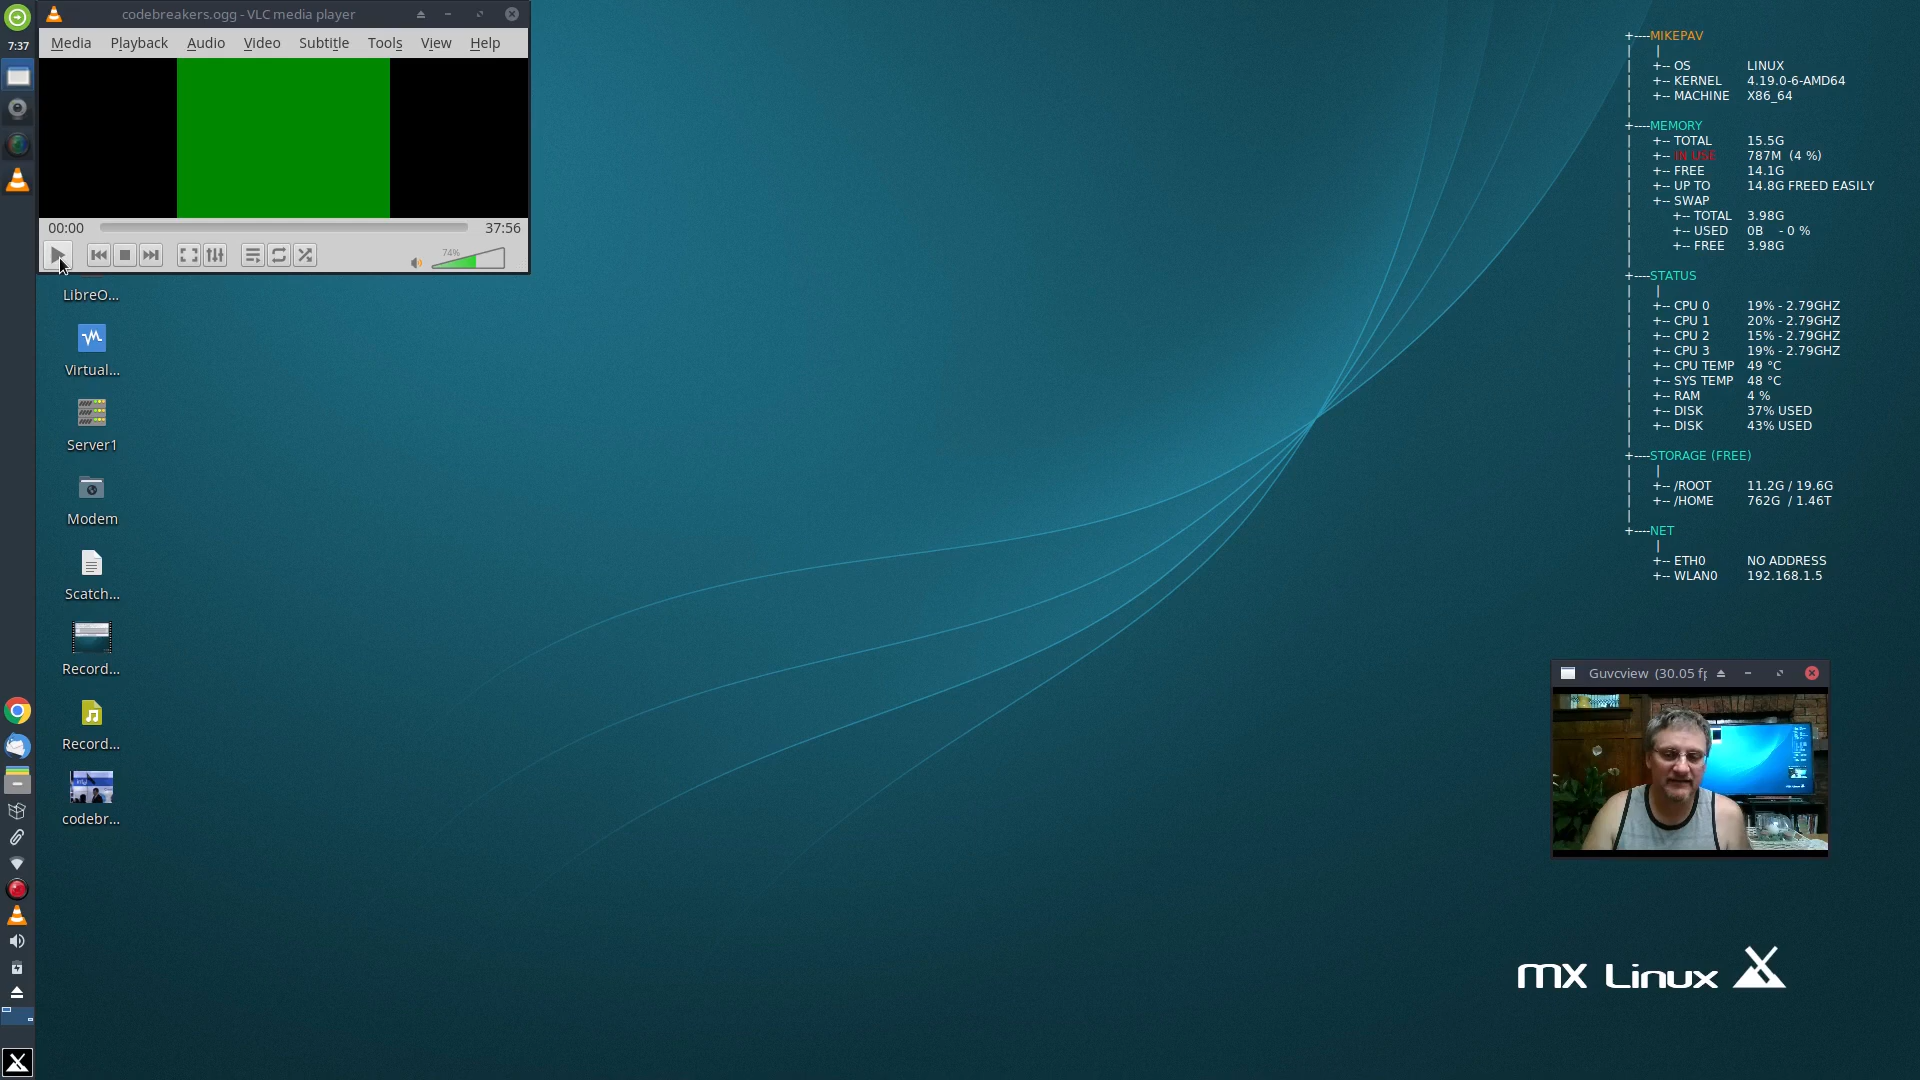 7:37
codebreakers.ogg - VLC media player
Media Playback Audio Video Subtitle Tools View Help
00:00 37:56
74%
LibreO...
Virtual...
Server1
Modem
Scatch...
Record...
Record...
codebr...
+----MIKEPAV
+-- OS LINUX
+-- KERNEL 4.19.0-6-AMD64
+-- MACHINE X86_64
+----MEMORY
+-- TOTAL 15.5G
+-- IN USE 787M (4 %)
+-- FREE 14.1G
+-- UP TO 14.8G FREED EASILY
+-- SWAP
+-- TOTAL 3.98G
+-- USED 0B - 0 %
+-- FREE 3.98G
+----STATUS
+-- CPU 0 19% - 2.79GHZ
+-- CPU 1 20% - 2.79GHZ
+-- CPU 2 15% - 2.79GHZ
+-- CPU 3 19% - 2.79GHZ
+-- CPU TEMP 49 °C
+-- SYS TEMP 48 °C
+-- RAM 4 %
+-- DISK 37% USED
+-- DISK 43% USED
+----STORAGE (FREE)
+-- /ROOT 11.2G / 19.6G
+-- /HOME 762G / 1.46T
+----NET
+-- ETH0 NO ADDRESS
+-- WLAN0 192.168.1.5
Guvcview (30.05 fp
mx Linux